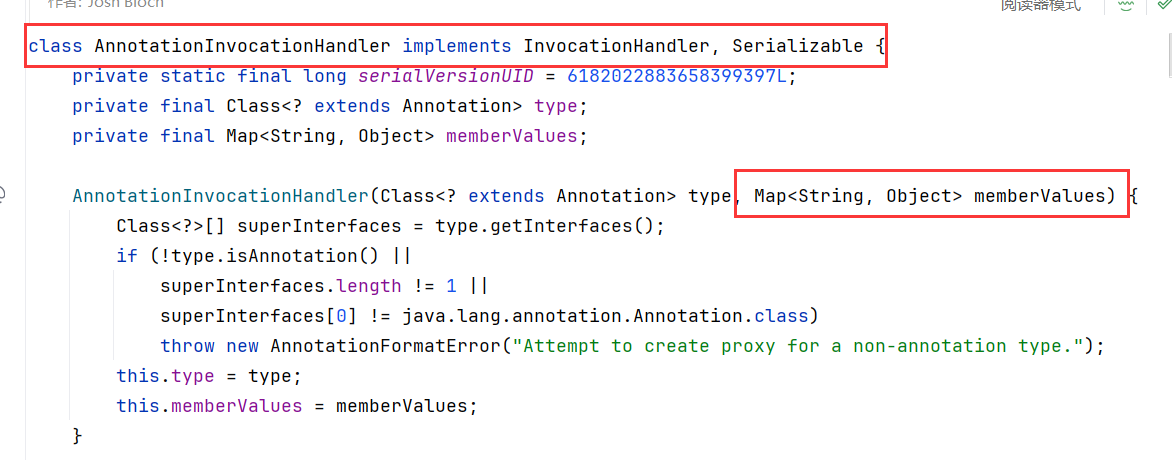 作者: Josh Bloch
阅读器模式
class AnnotationInvocationHandler implements InvocationHandler, Serializable {
    private static final long serialVersionUID = 6182022883658399397L;
    private final Class<? extends Annotation> type;
    private final Map<String, Object> memberValues;
    AnnotationInvocationHandler(Class<? extends Annotation> type, Map<String, Object> memberValues) {
        Class<?>[] superInterfaces = type.getInterfaces();
        if (!type.isAnnotation() ||
            superInterfaces.length != 1 ||
            superInterfaces[0] != java.lang.annotation.Annotation.class)
            throw new AnnotationFormatError("Attempt to create proxy for a non-annotation type.");
        this.type = type;
        this.memberValues = memberValues;
    }